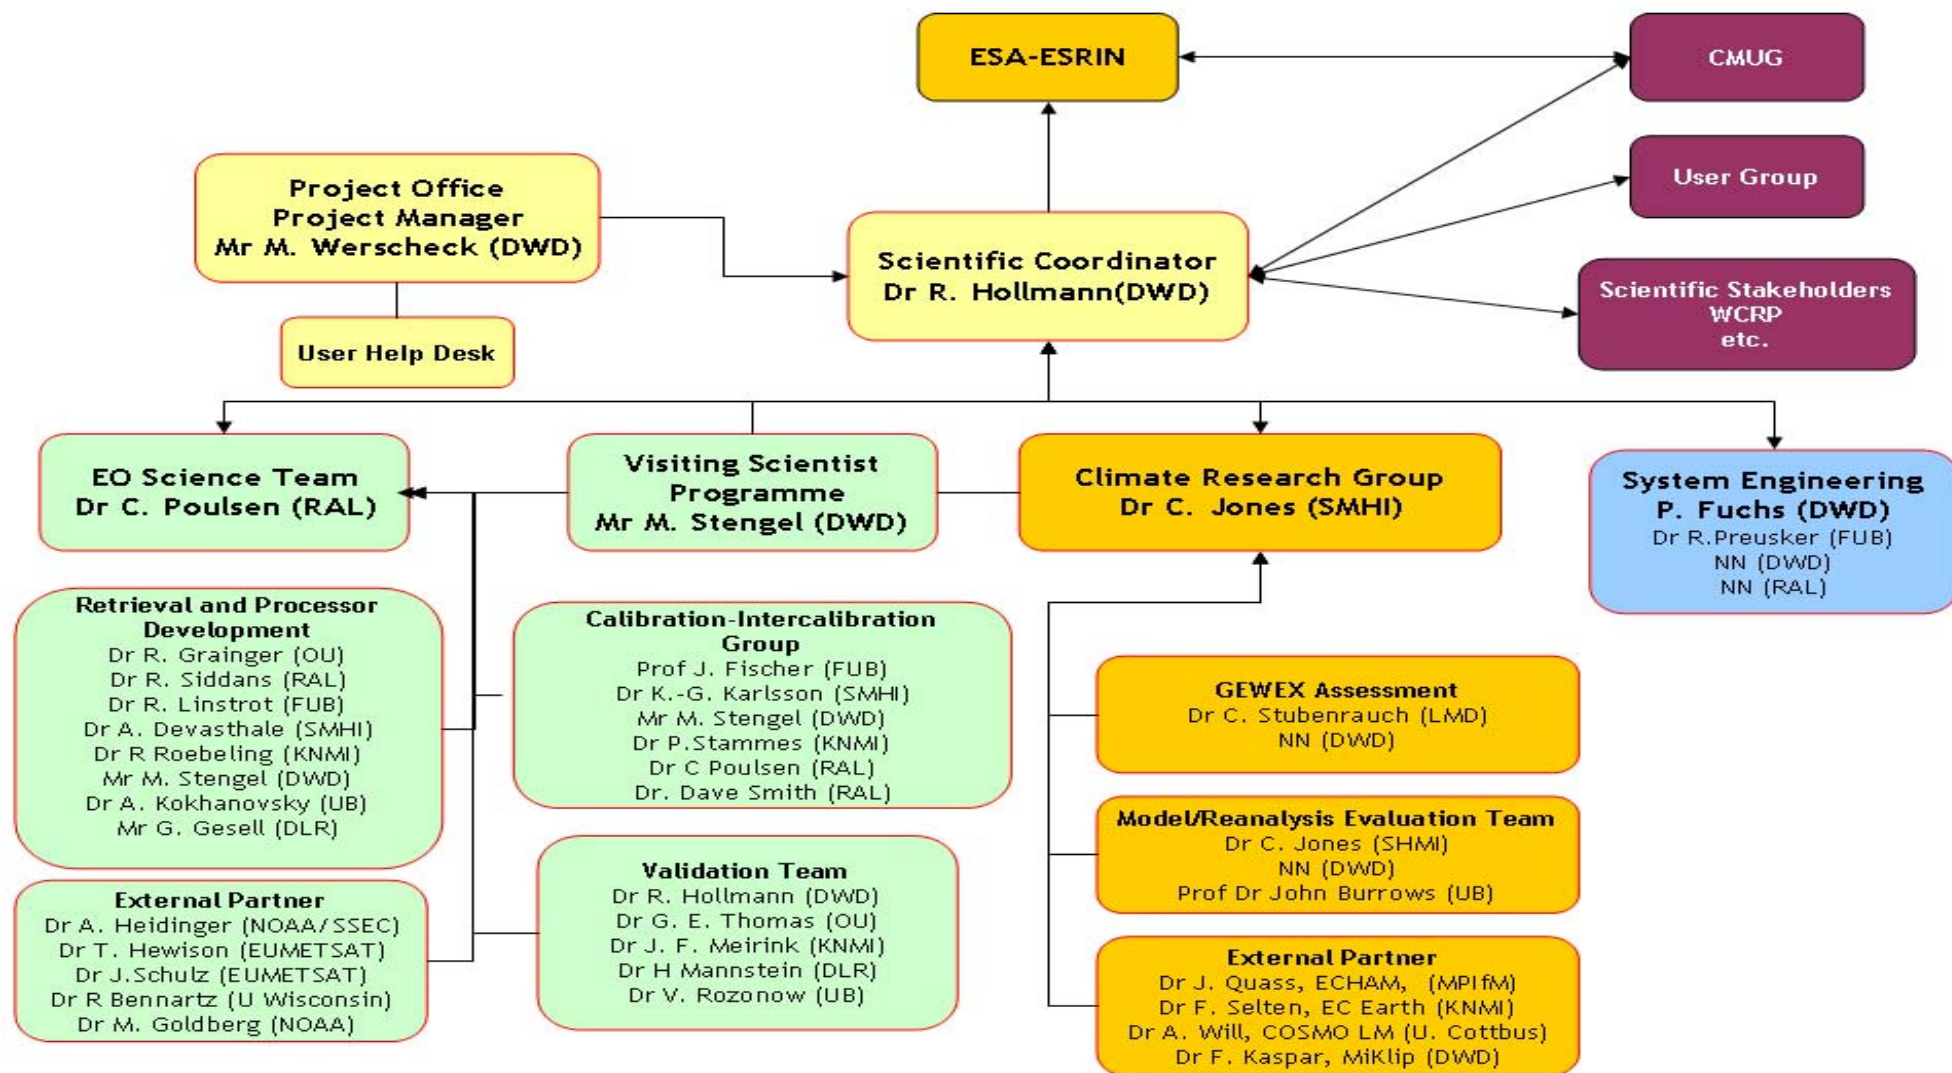 ESA-ESRIN
CMUG
User Group
Scientific Stakeholders
WCRP
etc.
Project Office
Project Manager
Mr M. Werscheck (DWD)
User Help Desk
Scientific Coordinator
Dr R. Hollmann(DWD)
EO Science Team
Dr C. Poulsen (RAL)
Visiting Scientist
Programme
Mr M. Stengel (DWD)
Climate Research Group
Dr C. Jones (SMHI)
System Engineering
P. Fuchs (DWD)
Dr R.Preusker (FUB)
NN (DWD)
NN (RAL)
Retrieval and Processor
Development
Dr R. Grainger (OU)
Dr R. Siddans (RAL)
Dr R. Linstrot (FUB)
Dr A. Devasthale (SMHI)
Dr R Roebeling (KNMI)
Mr M. Stengel (DWD)
Dr A. Kokhanovsky (UB)
Mr G. Gesell (DLR)
External Partner
Dr A. Heidinger (NOAA/SSEC)
Dr T. Hewison (EUMETSAT)
Dr J.Schulz (EUMETSAT)
Dr R Bennartz (U Wisconsin)
Dr M. Goldberg (NOAA)
Calibration-Intercalibration
Group
Prof J. Fischer (FUB)
Dr K.-G. Karlsson (SMHI)
Mr M. Stengel (DWD)
Dr P.Stammes (KNMI)
Dr C Poulsen (RAL)
Dr. Dave Smith (RAL)
Validation Team
Dr R. Hollmann (DWD)
Dr G. E. Thomas (OU)
Dr J. F. Meirink (KNMI)
Dr H Mannstein (DLR)
Dr V. Rozonow (UB)
GEWEX Assessment
Dr C. Stubenrauch (LMD)
NN (DWD)
Model/Reanalysis Evaluation Team
Dr C. Jones (SHMI)
NN (DWD)
Prof Dr John Burrows (UB)
External Partner
Dr J. Quass, ECHAM, (MPIfM)
Dr F. Selten, EC Earth (KNMI)
Dr A. Will, COSMO LM (U. Cottbus)
Dr F. Kaspar, MiKlip (DWD)